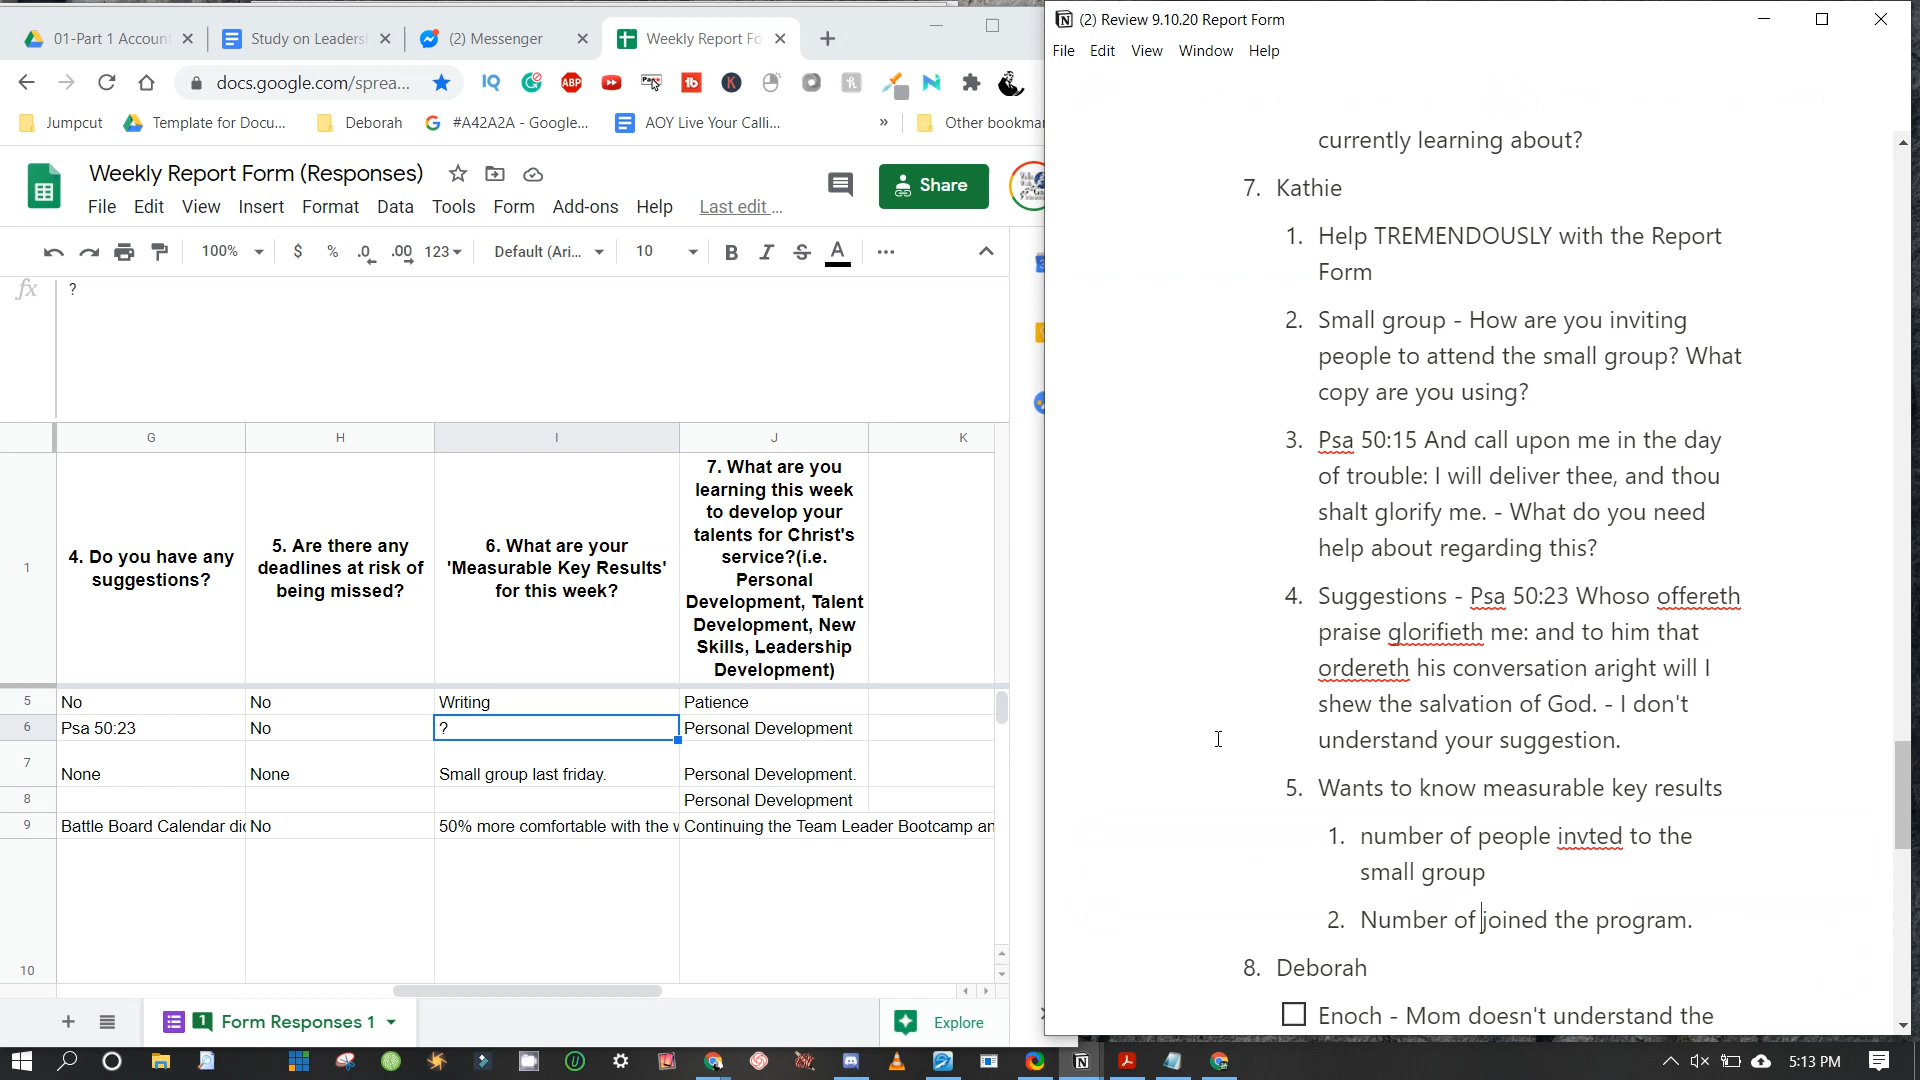 01-Part 1 Accoun
Study on Leaders
(2) Messenger
Weekly Report Fo
docs.google.com/sprea...
Jumpcut
Template for Docu...
Deborah
#A42A2A - Google...
AOY Live Your Calli...
»
Other bookmar
Weekly Report Form (Responses)
Share
File Edit View Insert Format Data Tools Form Add-ons Help Last edit ...
100% $ % .0 .00 123 Default (Ari... 10 B I S A ...
fx ?
G H I J K
1
4. Do you have any
suggestions?
5. Are there any
deadlines at risk of
being missed?
6. What are your
'Measurable Key Results'
for this week?
7. What are you
learning this week
to develop your
talents for Christ's
service?(i.e.
Personal
Development, Talent
Development, New
Skills, Leadership
Development)
5 No No Writing Patience
6 Psa 50:23 No ? Personal Development
7 None None Small group last friday. Personal Development.
8 Personal Development
9 Battle Board Calendar did No 50% more comfortable with the w Continuing the Team Leader Bootcamp an
10
1 Form Responses 1
Explore
(2) Review 9.10.20 Report Form
File Edit View Window Help
currently learning about?
7. Kathie
1. Help TREMENDOUSLY with the Report
Form
2. Small group - How are you inviting
people to attend the small group? What
copy are you using?
3. Psa 50:15 And call upon me in the day
of trouble: I will deliver thee, and thou
shalt glorify me. - What do you need
help about regarding this?
4. Suggestions - Psa 50:23 Whoso offereth
praise glorifieth me: and to him that
ordereth his conversation aright will I
shew the salvation of God. - I don't
understand your suggestion.
5. Wants to know measurable key results
1. number of people invted to the
small group
2. Number of joined the program.
8. Deborah
Enoch - Mom doesn't understand the
5:13 PM